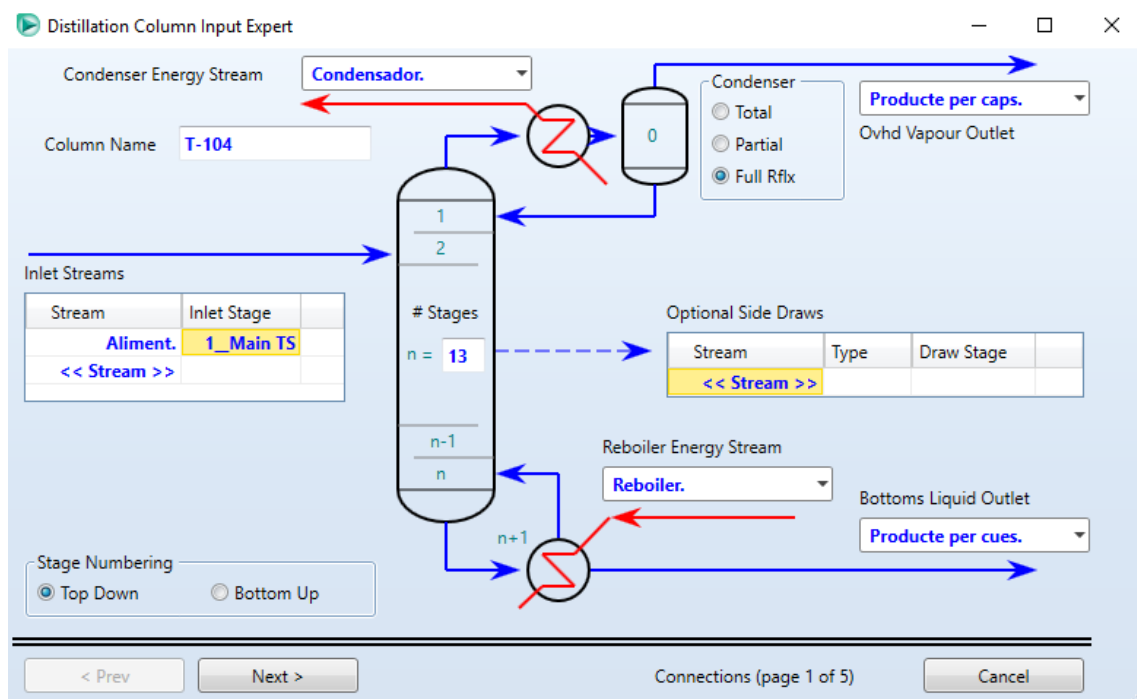 Distillation Column Input Expert
Condenser Energy Stream
Condensador.
Column Name
T-104
0
Condenser
Total
Partial
Full Rflx
Producte per caps.
Ovhd Vapour Outlet
1
2
Inlet Streams
Stream Inlet Stage
Aliment. 1__Main TS
<< Stream >>
# Stages
n = 13
Optional Side Draws
Stream Type Draw Stage
<< Stream >>
n-1
n
n+1
Reboiler Energy Stream
Reboiler.
Bottoms Liquid Outlet
Producte per cues.
Stage Numbering
Top Down Bottom Up
< Prev Next > Connections (page 1 of 5) Cancel